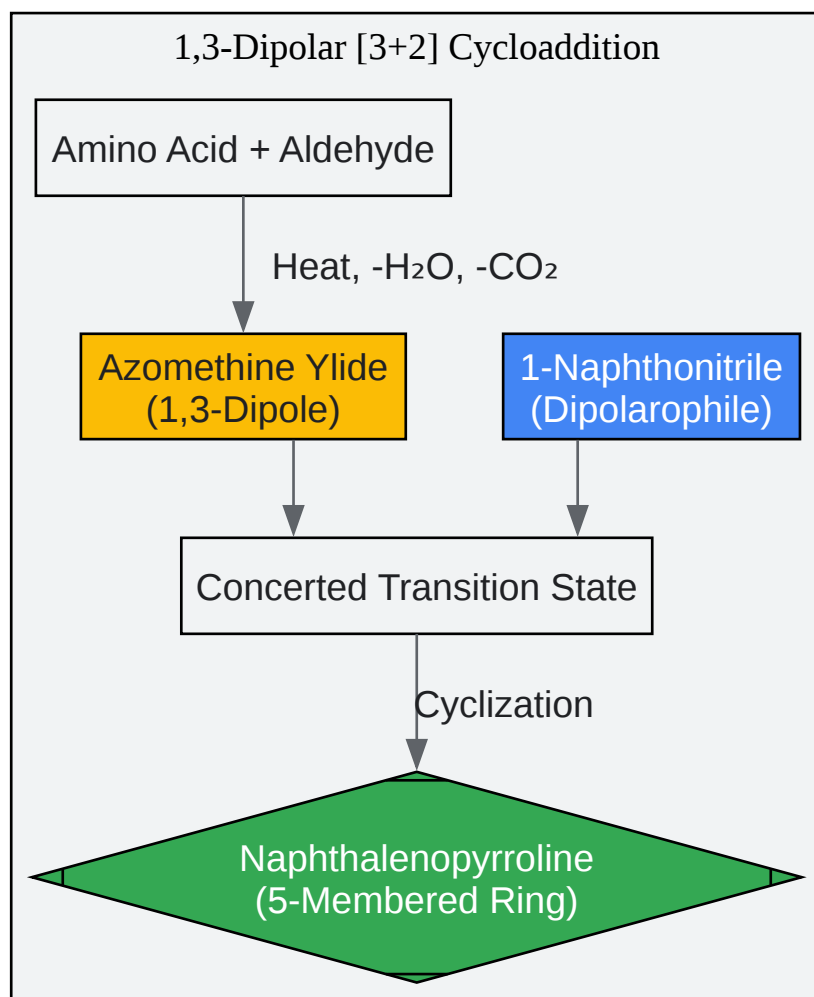 1,3-Dipolar [3+2] Cycloaddition
Amino Acid + Aldehyde
Heat, -H₂O, -CO₂
Azomethine Ylide
(1,3-Dipole)
1-Naphthonitrile
(Dipolarophile)
Concerted Transition State
Cyclization
Naphthalenopyrroline
(5-Membered Ring)